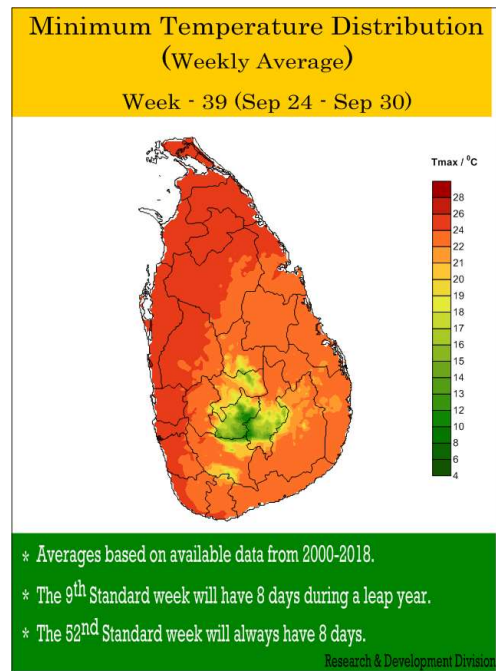 Minimum Temperature Distribution
(Weekly Average)
Week - 39 (Sep 24 - Sep 30)
Tmax / ⁰C
28
26
24
22
21
20
19
18
17
16
15
14
13
12
10
8
6
4
* Averages based on available data from 2000-2018.
* The 9th Standard week will have 8 days during a leap year.
* The 52nd Standard week will always have 8 days.
Research & Development Division